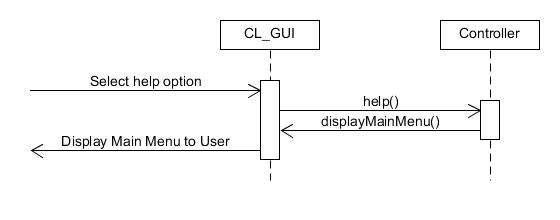 CL_GUI
Controller
Select help option
help()
displayMainMenu()
Display Main Menu to User